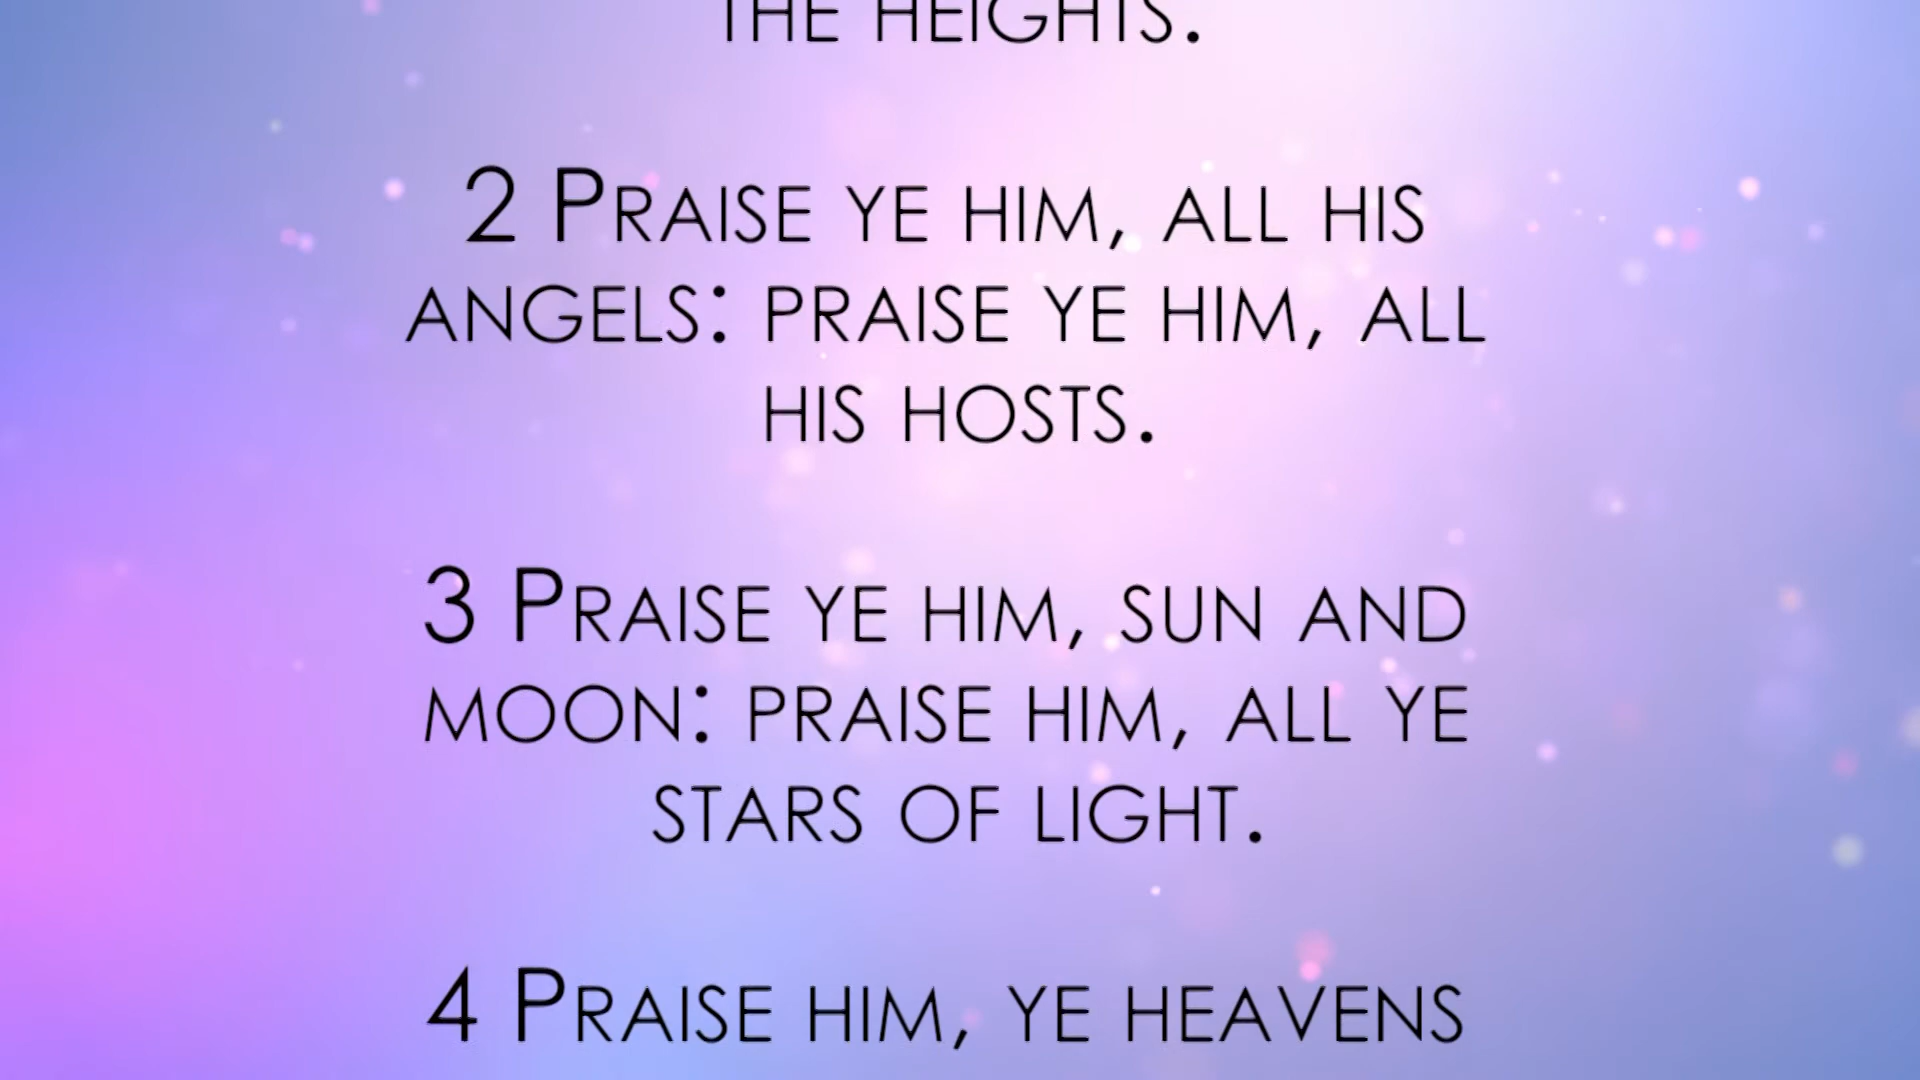 THE HEIGHTS.
2 PRAISE YE HIM, ALL HIS
ANGELS: PRAISE YE HIM, ALL
HIS HOSTS.
3 PRAISE YE HIM, SUN AND
MOON: PRAISE HIM, ALL YE
STARS OF LIGHT.
4 PRAISE HIM, YE HEAVENS